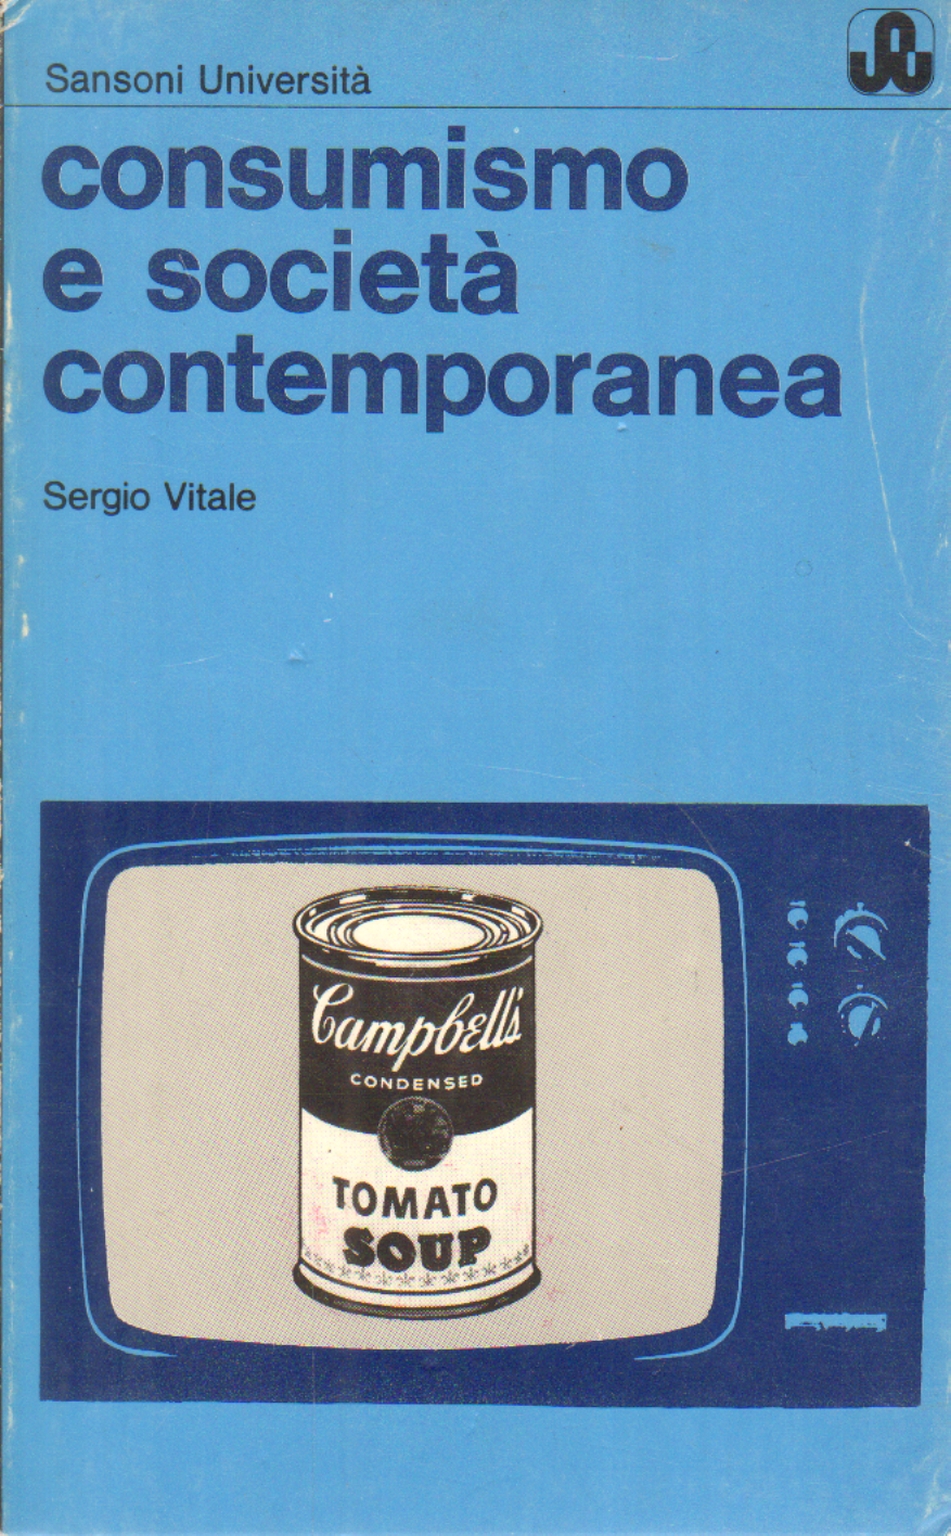 Sansoni Università
consumismo
e società
contemporanea
Sergio Vitale
Campbell's
CONDENSED
TOMATO
SOUP